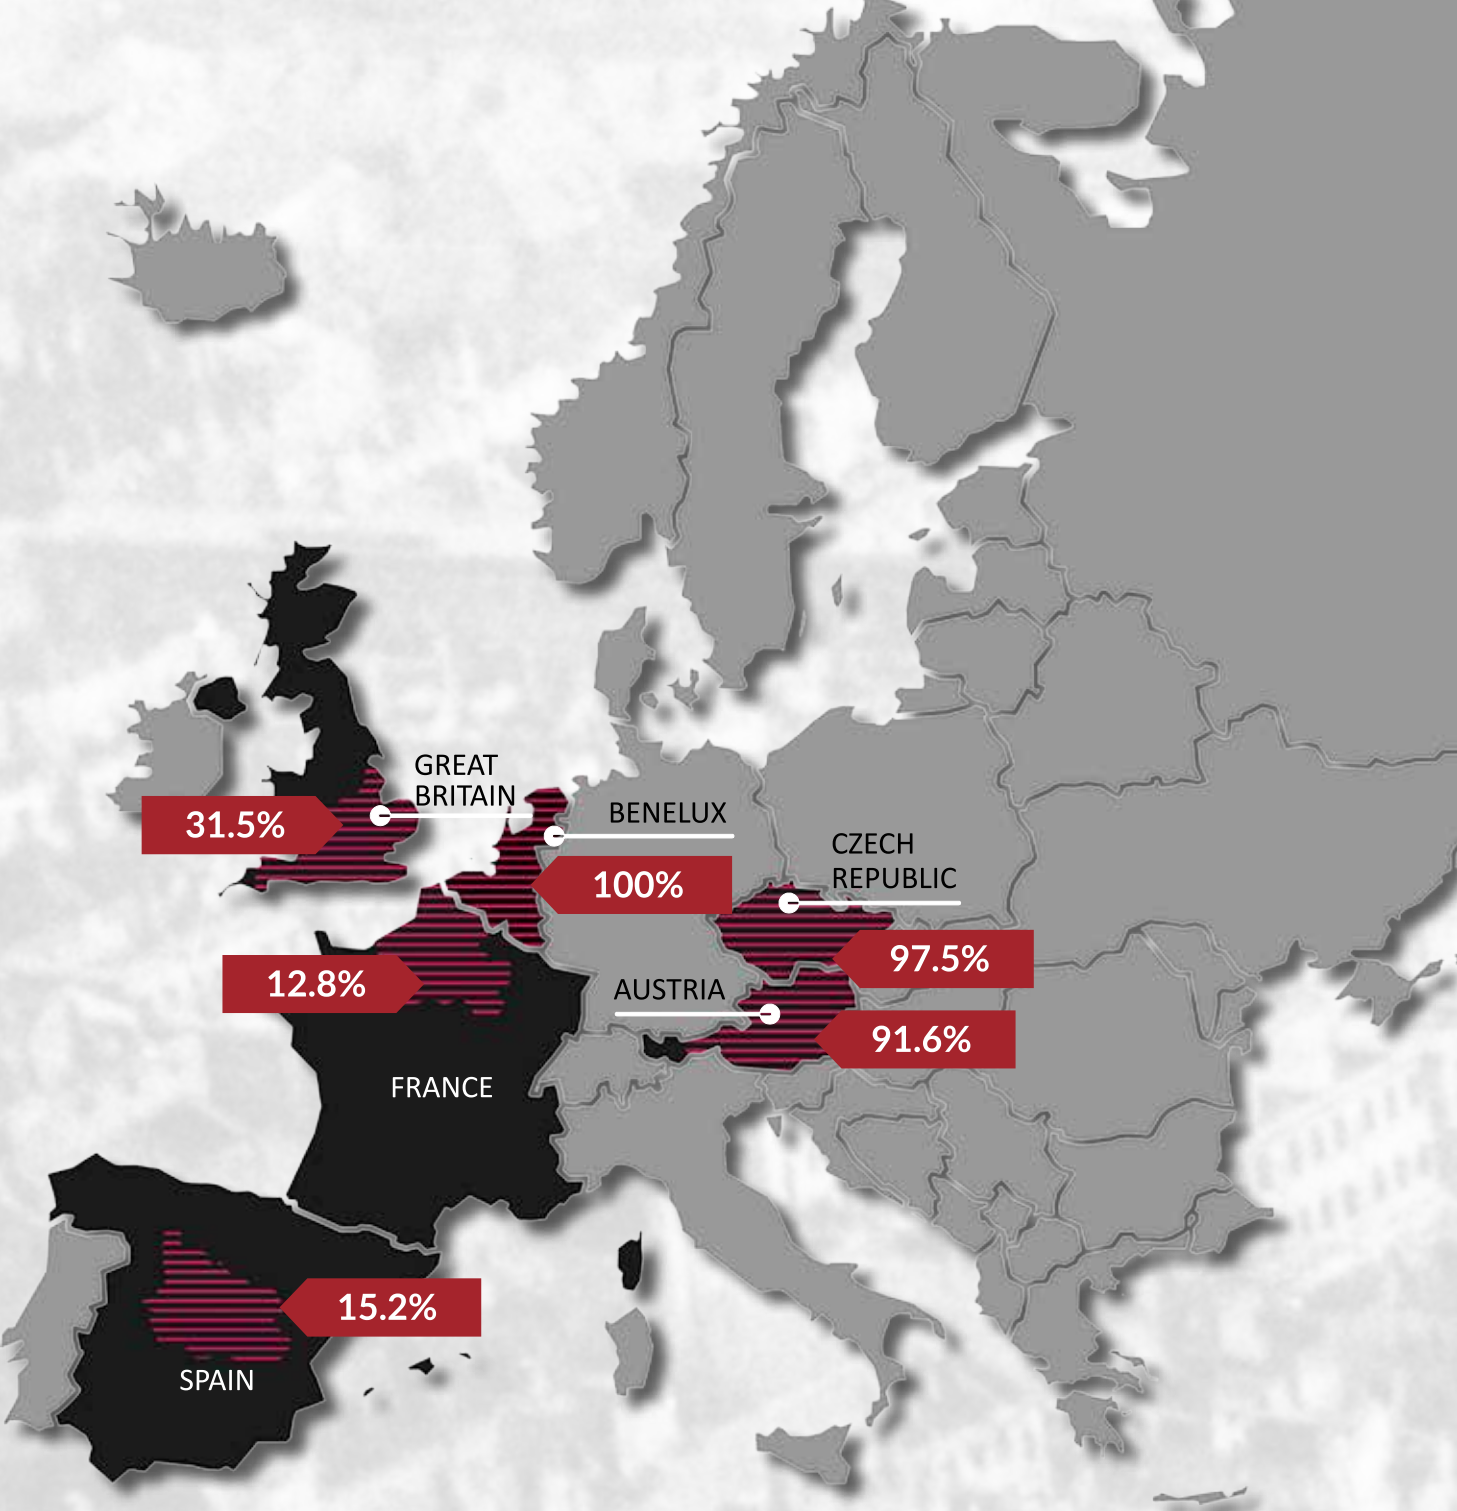 GREAT
BRITAIN
31.5%
BENELUX
100%
CZECH
REPUBLIC
97.5%
12.8%
AUSTRIA
91.6%
FRANCE
15.2%
SPAIN